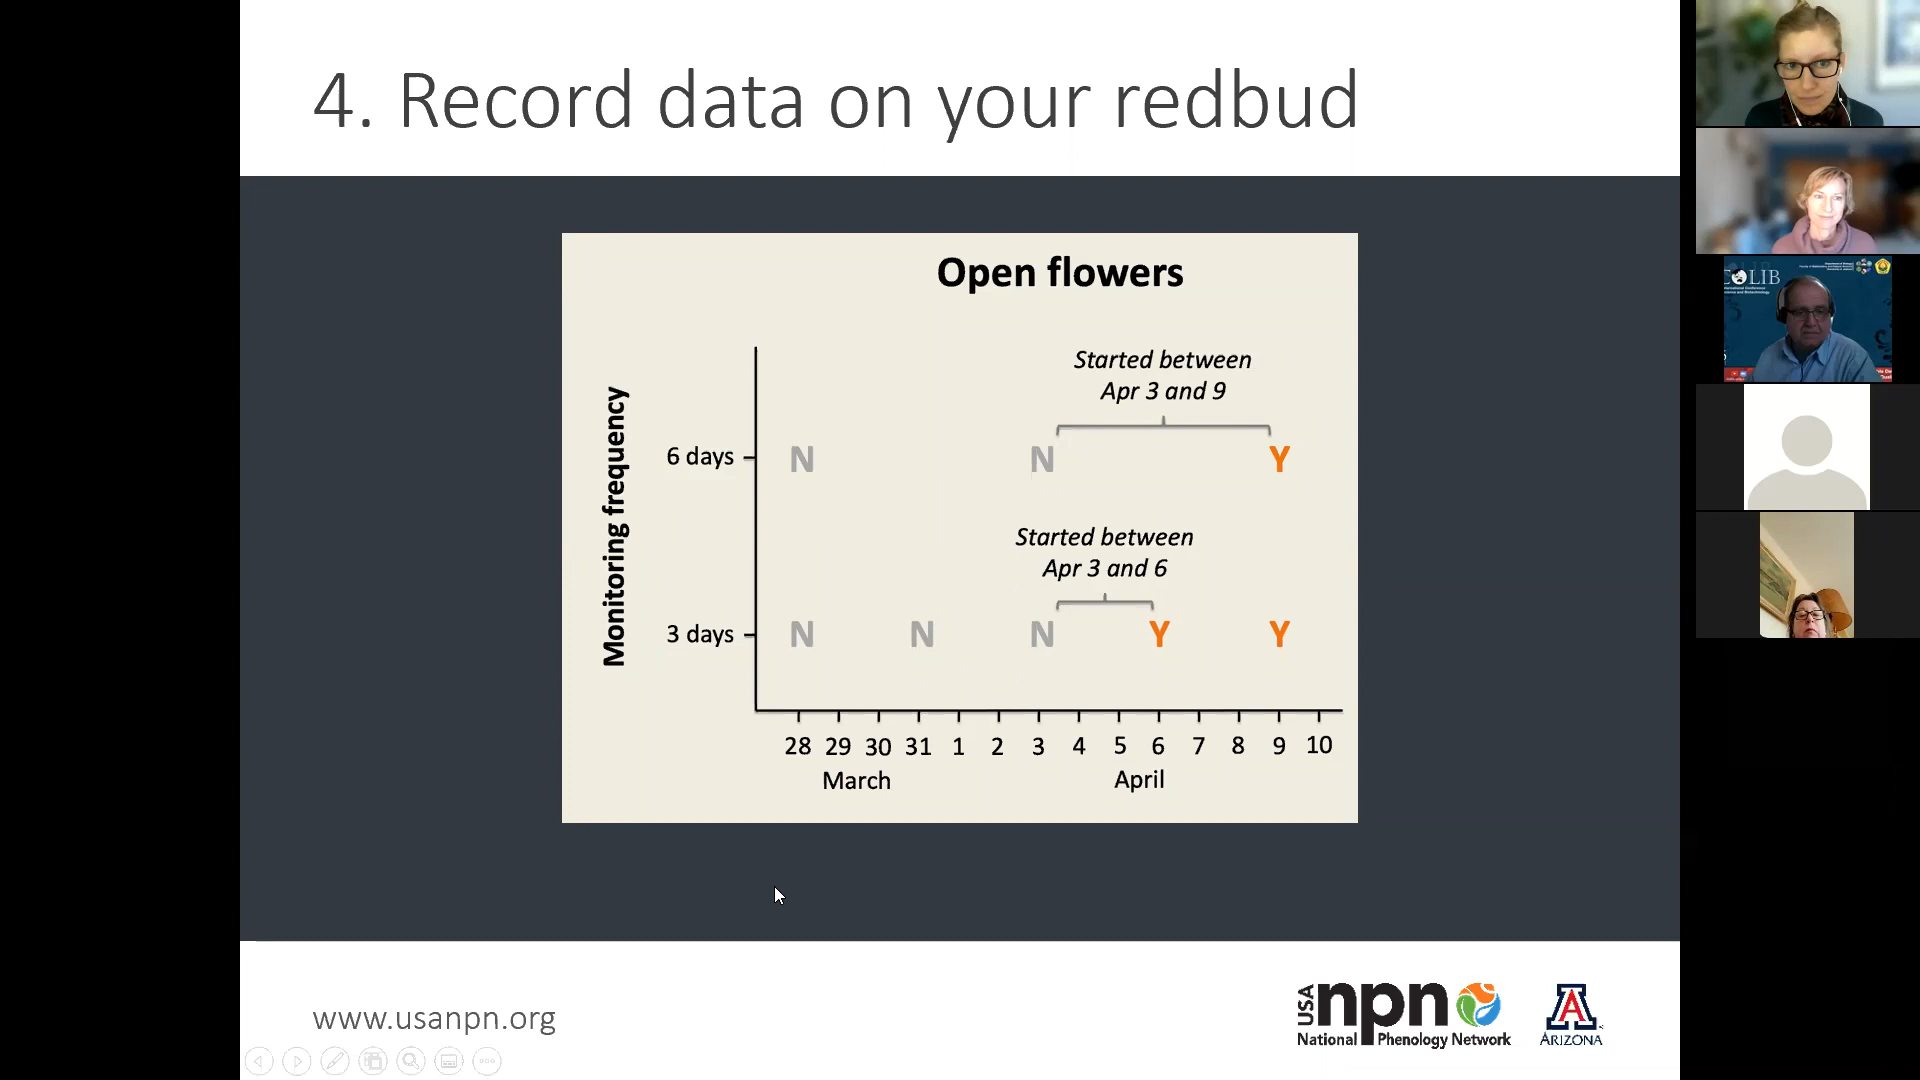 4. Record data on your redbud
Open flowers
Started between
Apr 3 and 9
Monitoring frequency
6 days
N
N
Y
Started between
Apr 3 and 6
3 days
N
N
N
Y
Y
28 29 30 31 1 2 3 4 5 6 7 8 9 10
March
April
www.usanpn.org
USA npn
National Phenology Network
A
ARIZONA
COLIB